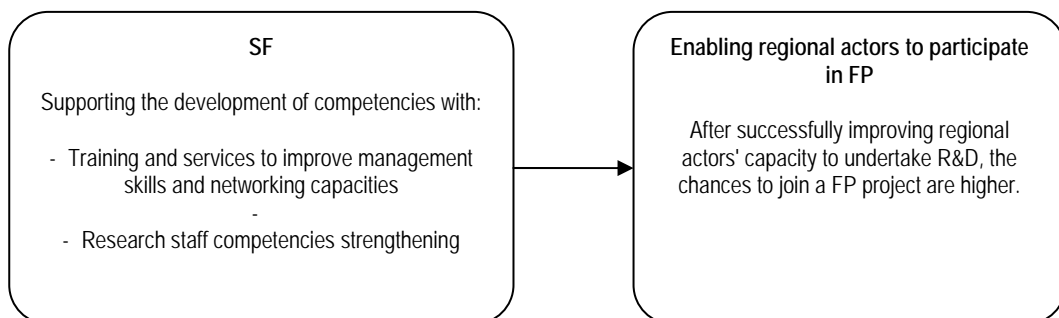 SF
Supporting the development of competencies with:
- Training and services to improve management
skills and networking capacities
-
- Research staff competencies strengthening
Enabling regional actors to participate
in FP
After successfully improving regional
actors' capacity to undertake R&D, the
chances to join a FP project are higher.